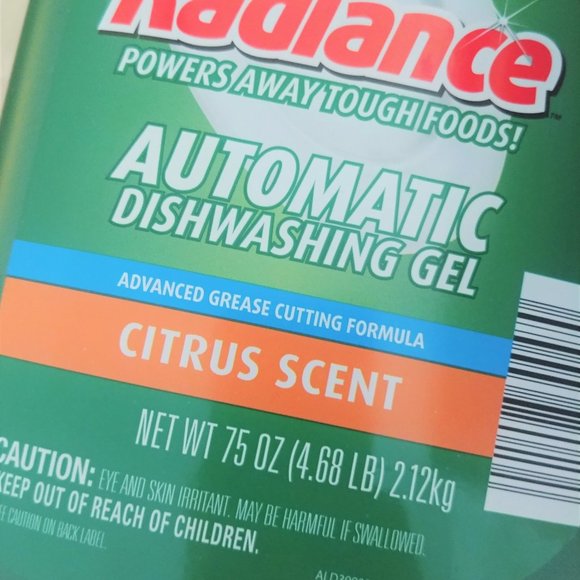 Radiance
POWERS AWAY TOUGH FOODS!
AUTOMATIC
DISHWASHING GEL
ADVANCED GREASE CUTTING FORMULA
CITRUS SCENT
NET WT 75 OZ (4.68 LB) 2.12kg
CAUTION: EYE AND SKIN IRRITANT. MAY BE HARMFUL IF SWALLOWED.
KEEP OUT OF REACH OF CHILDREN.
CAUTION ON BACK LABEL.